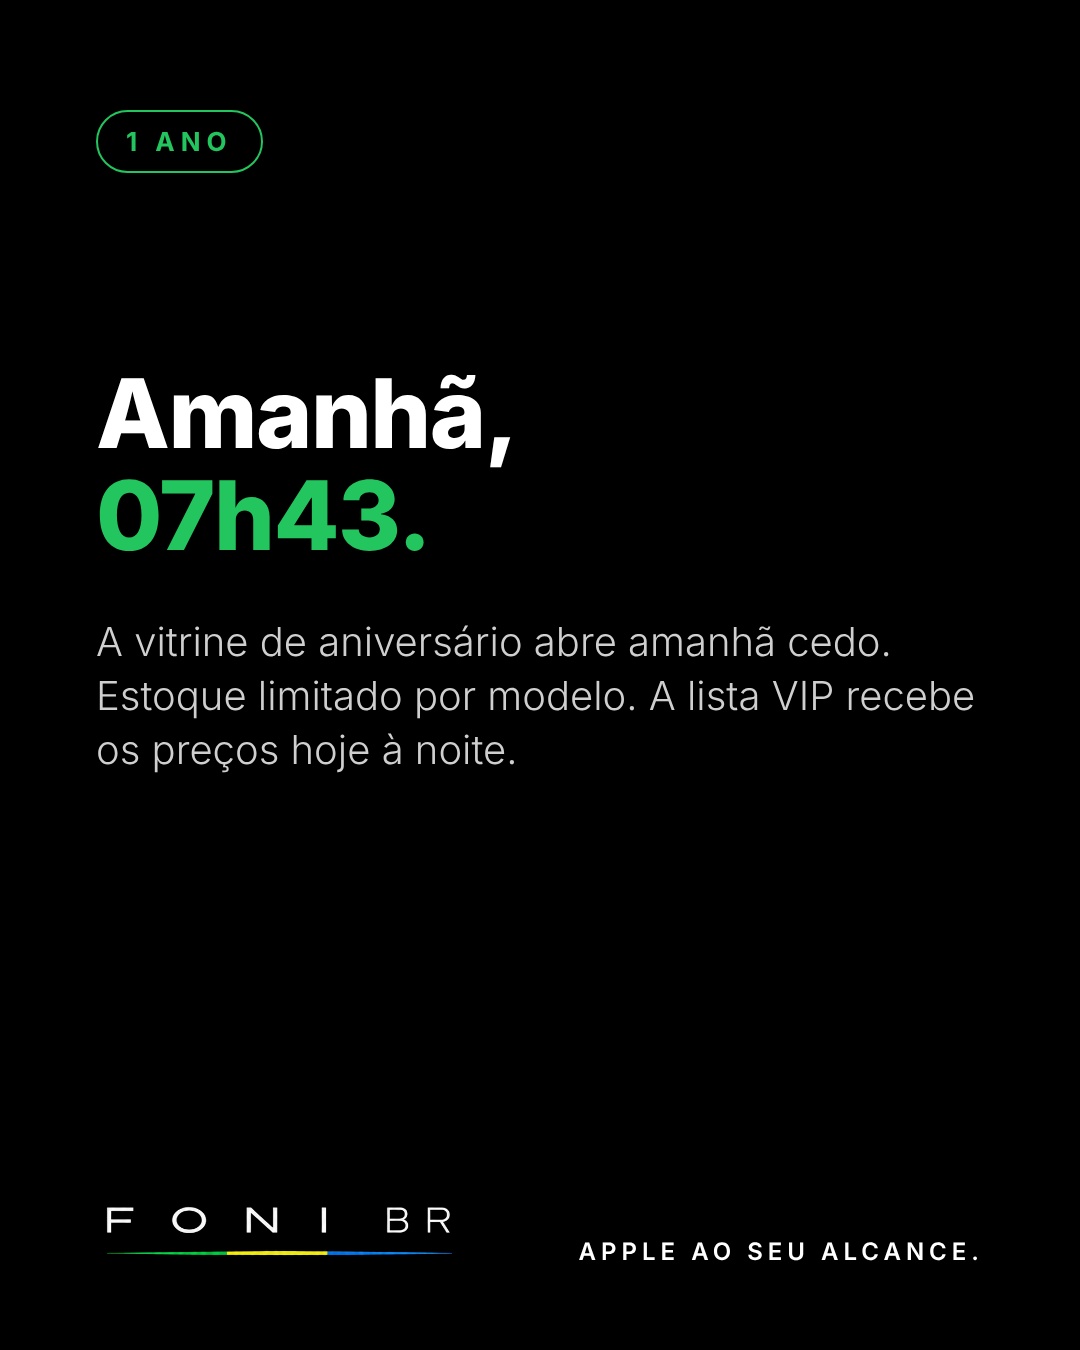 1 ANO
Amanhã,
07h43.
A vitrine de aniversário abre amanhã cedo.
Estoque limitado por modelo. A lista VIP recebe
os preços hoje à noite.
FONI BR
APPLE AO SEU ALCANCE.